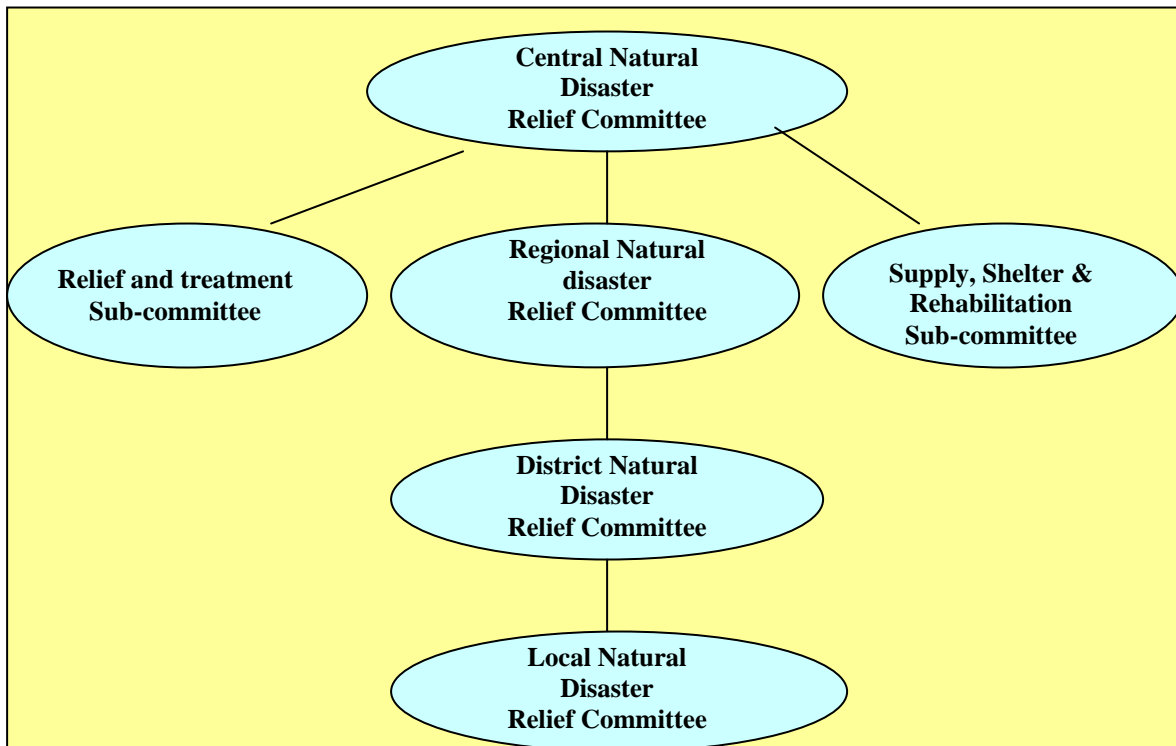 Central Natural
Disaster
Relief Committee
Relief and treatment
Sub-committee
Regional Natural
disaster
Relief Committee
Supply, Shelter &
Rehabilitation
Sub-committee
District Natural
Disaster
Relief Committee
Local Natural
Disaster
Relief Committee